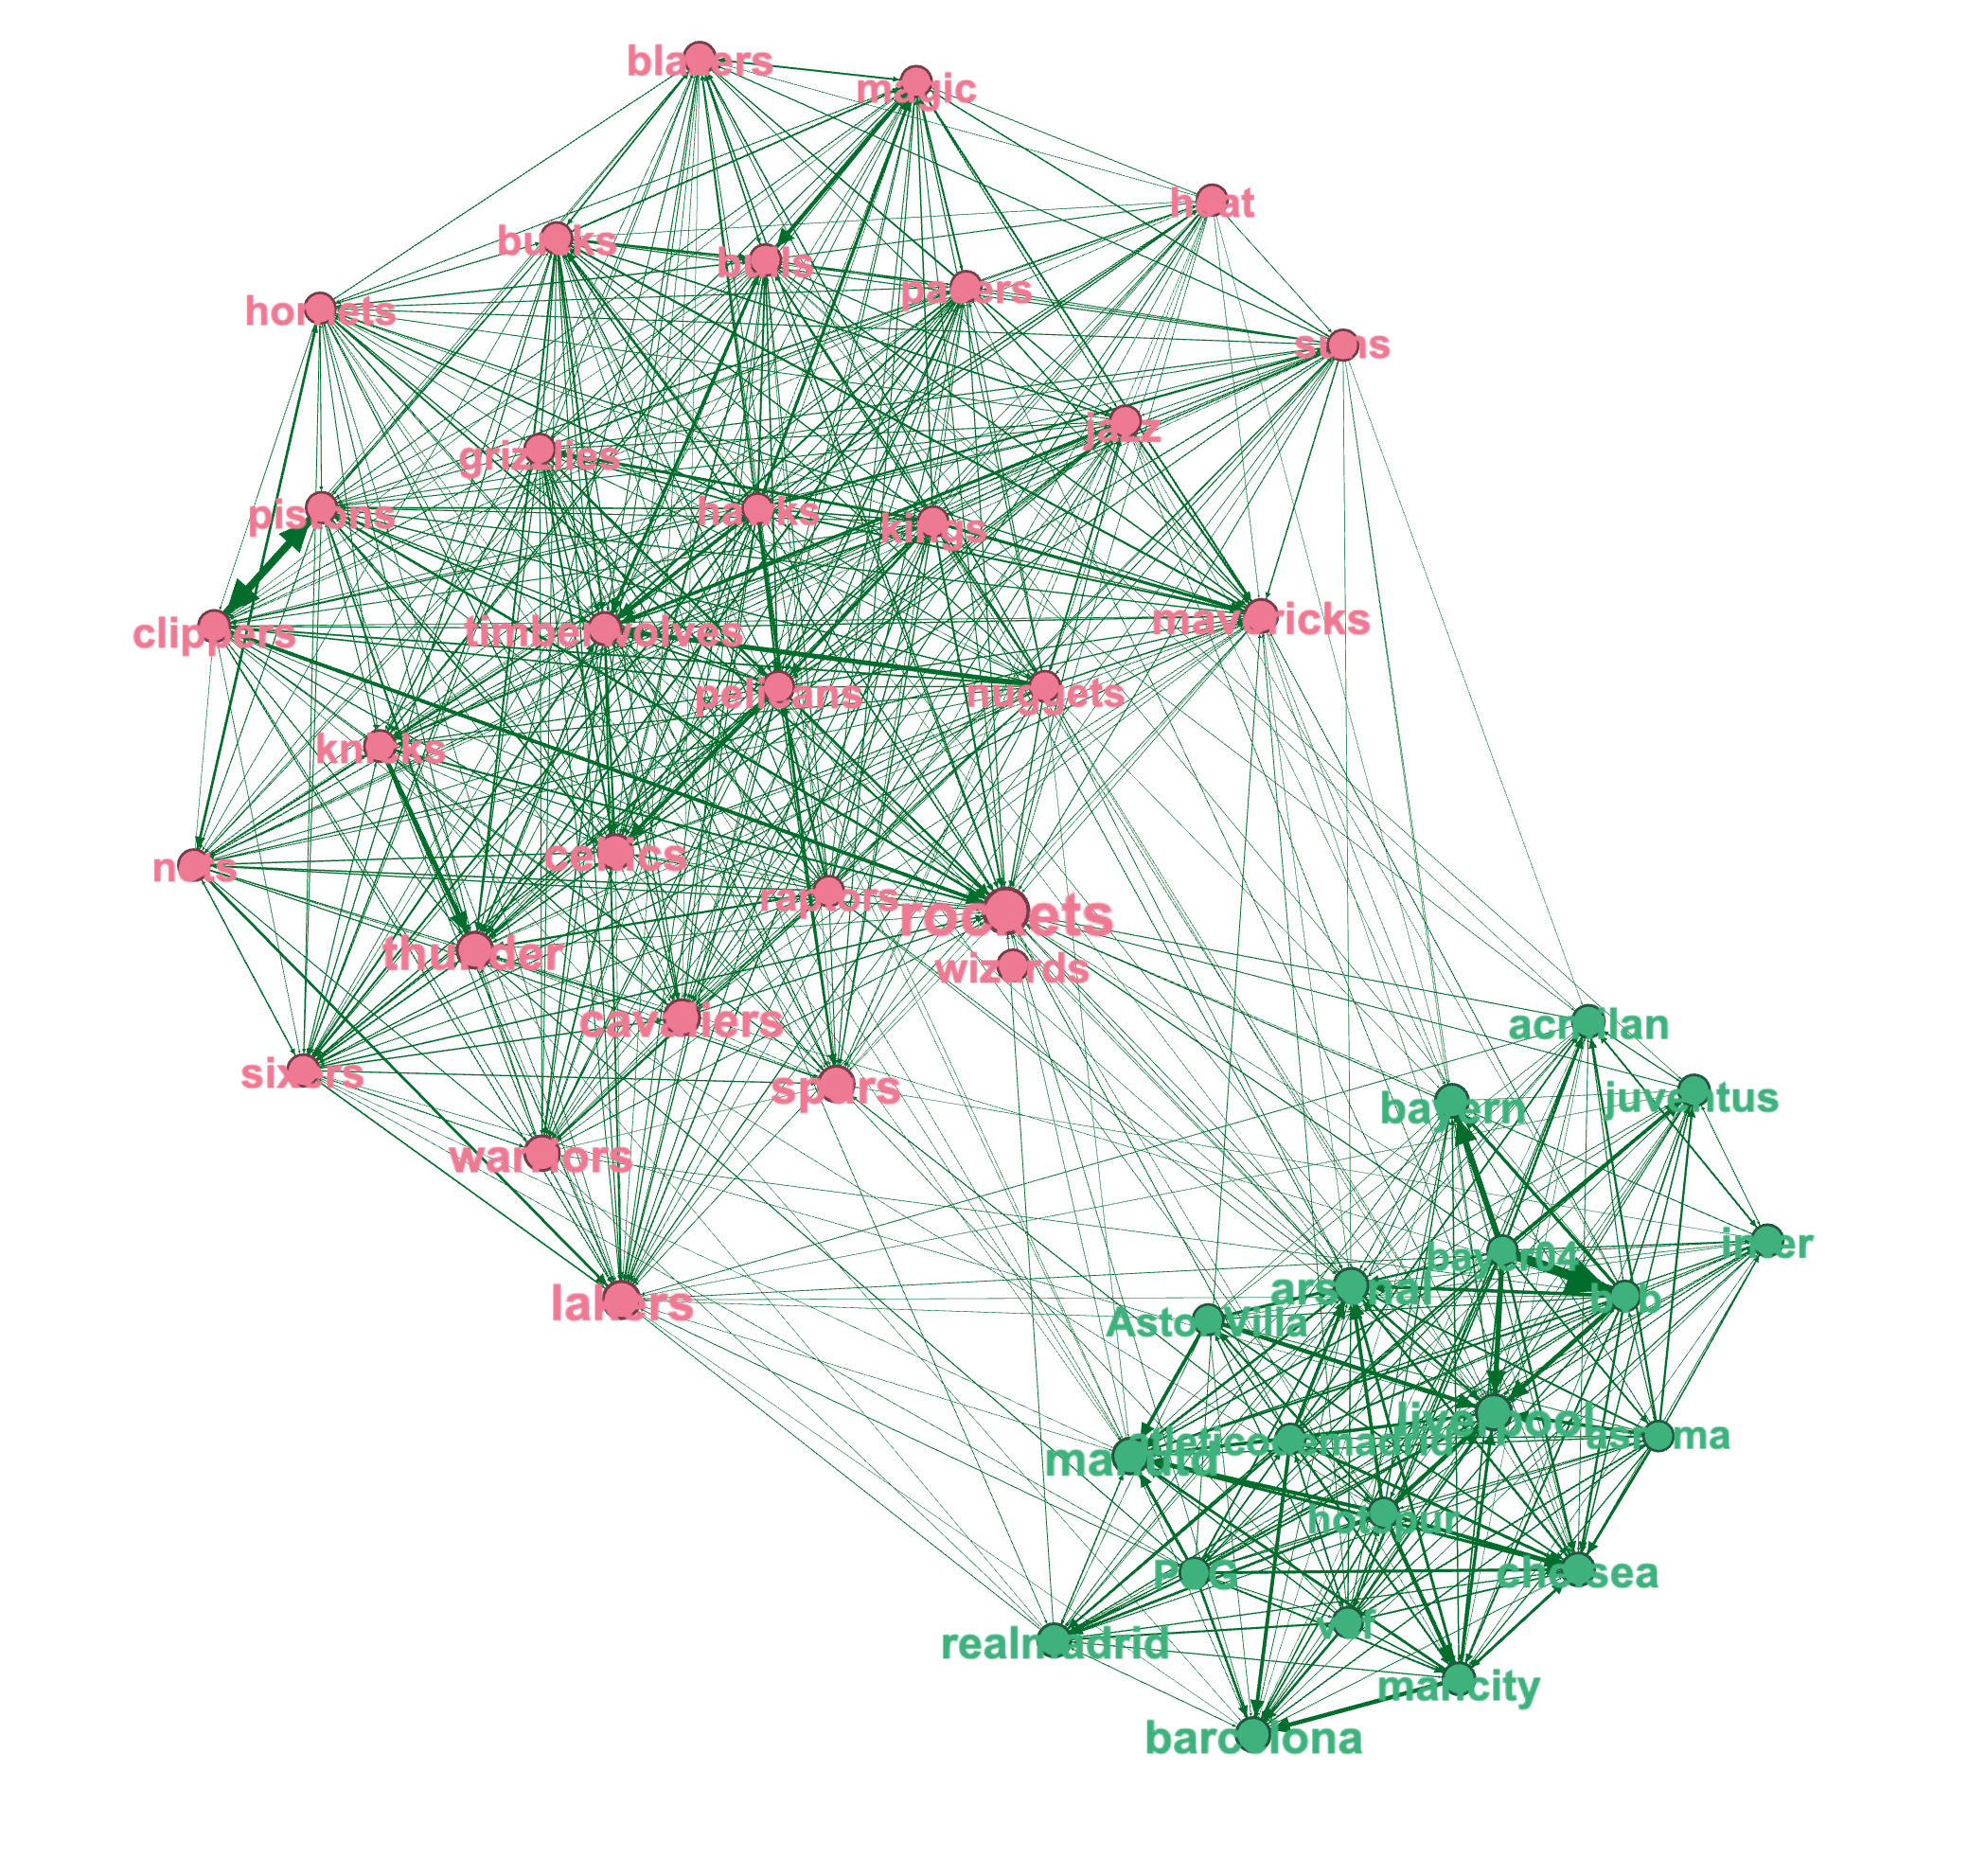 blazers
magic
heat
bucks
bulls
pacers
hornets
suns
jazz
grizzlies
pistons
hawks
kings
clippers
timberwolves
mavericks
pelicans
nuggets
knicks
nets
celtics
raptors
rockets
thunder
wizards
cavaliers
sixers
spurs
warriors
lakers
acmilan
bayern
juventus
inter
bayer04
arsenal
bvb
AstonVilla
liverpool
asroma
manutd
atleticodemadrid
hotspur
PSG
chelsea
realmadrid
mancity
barcelona